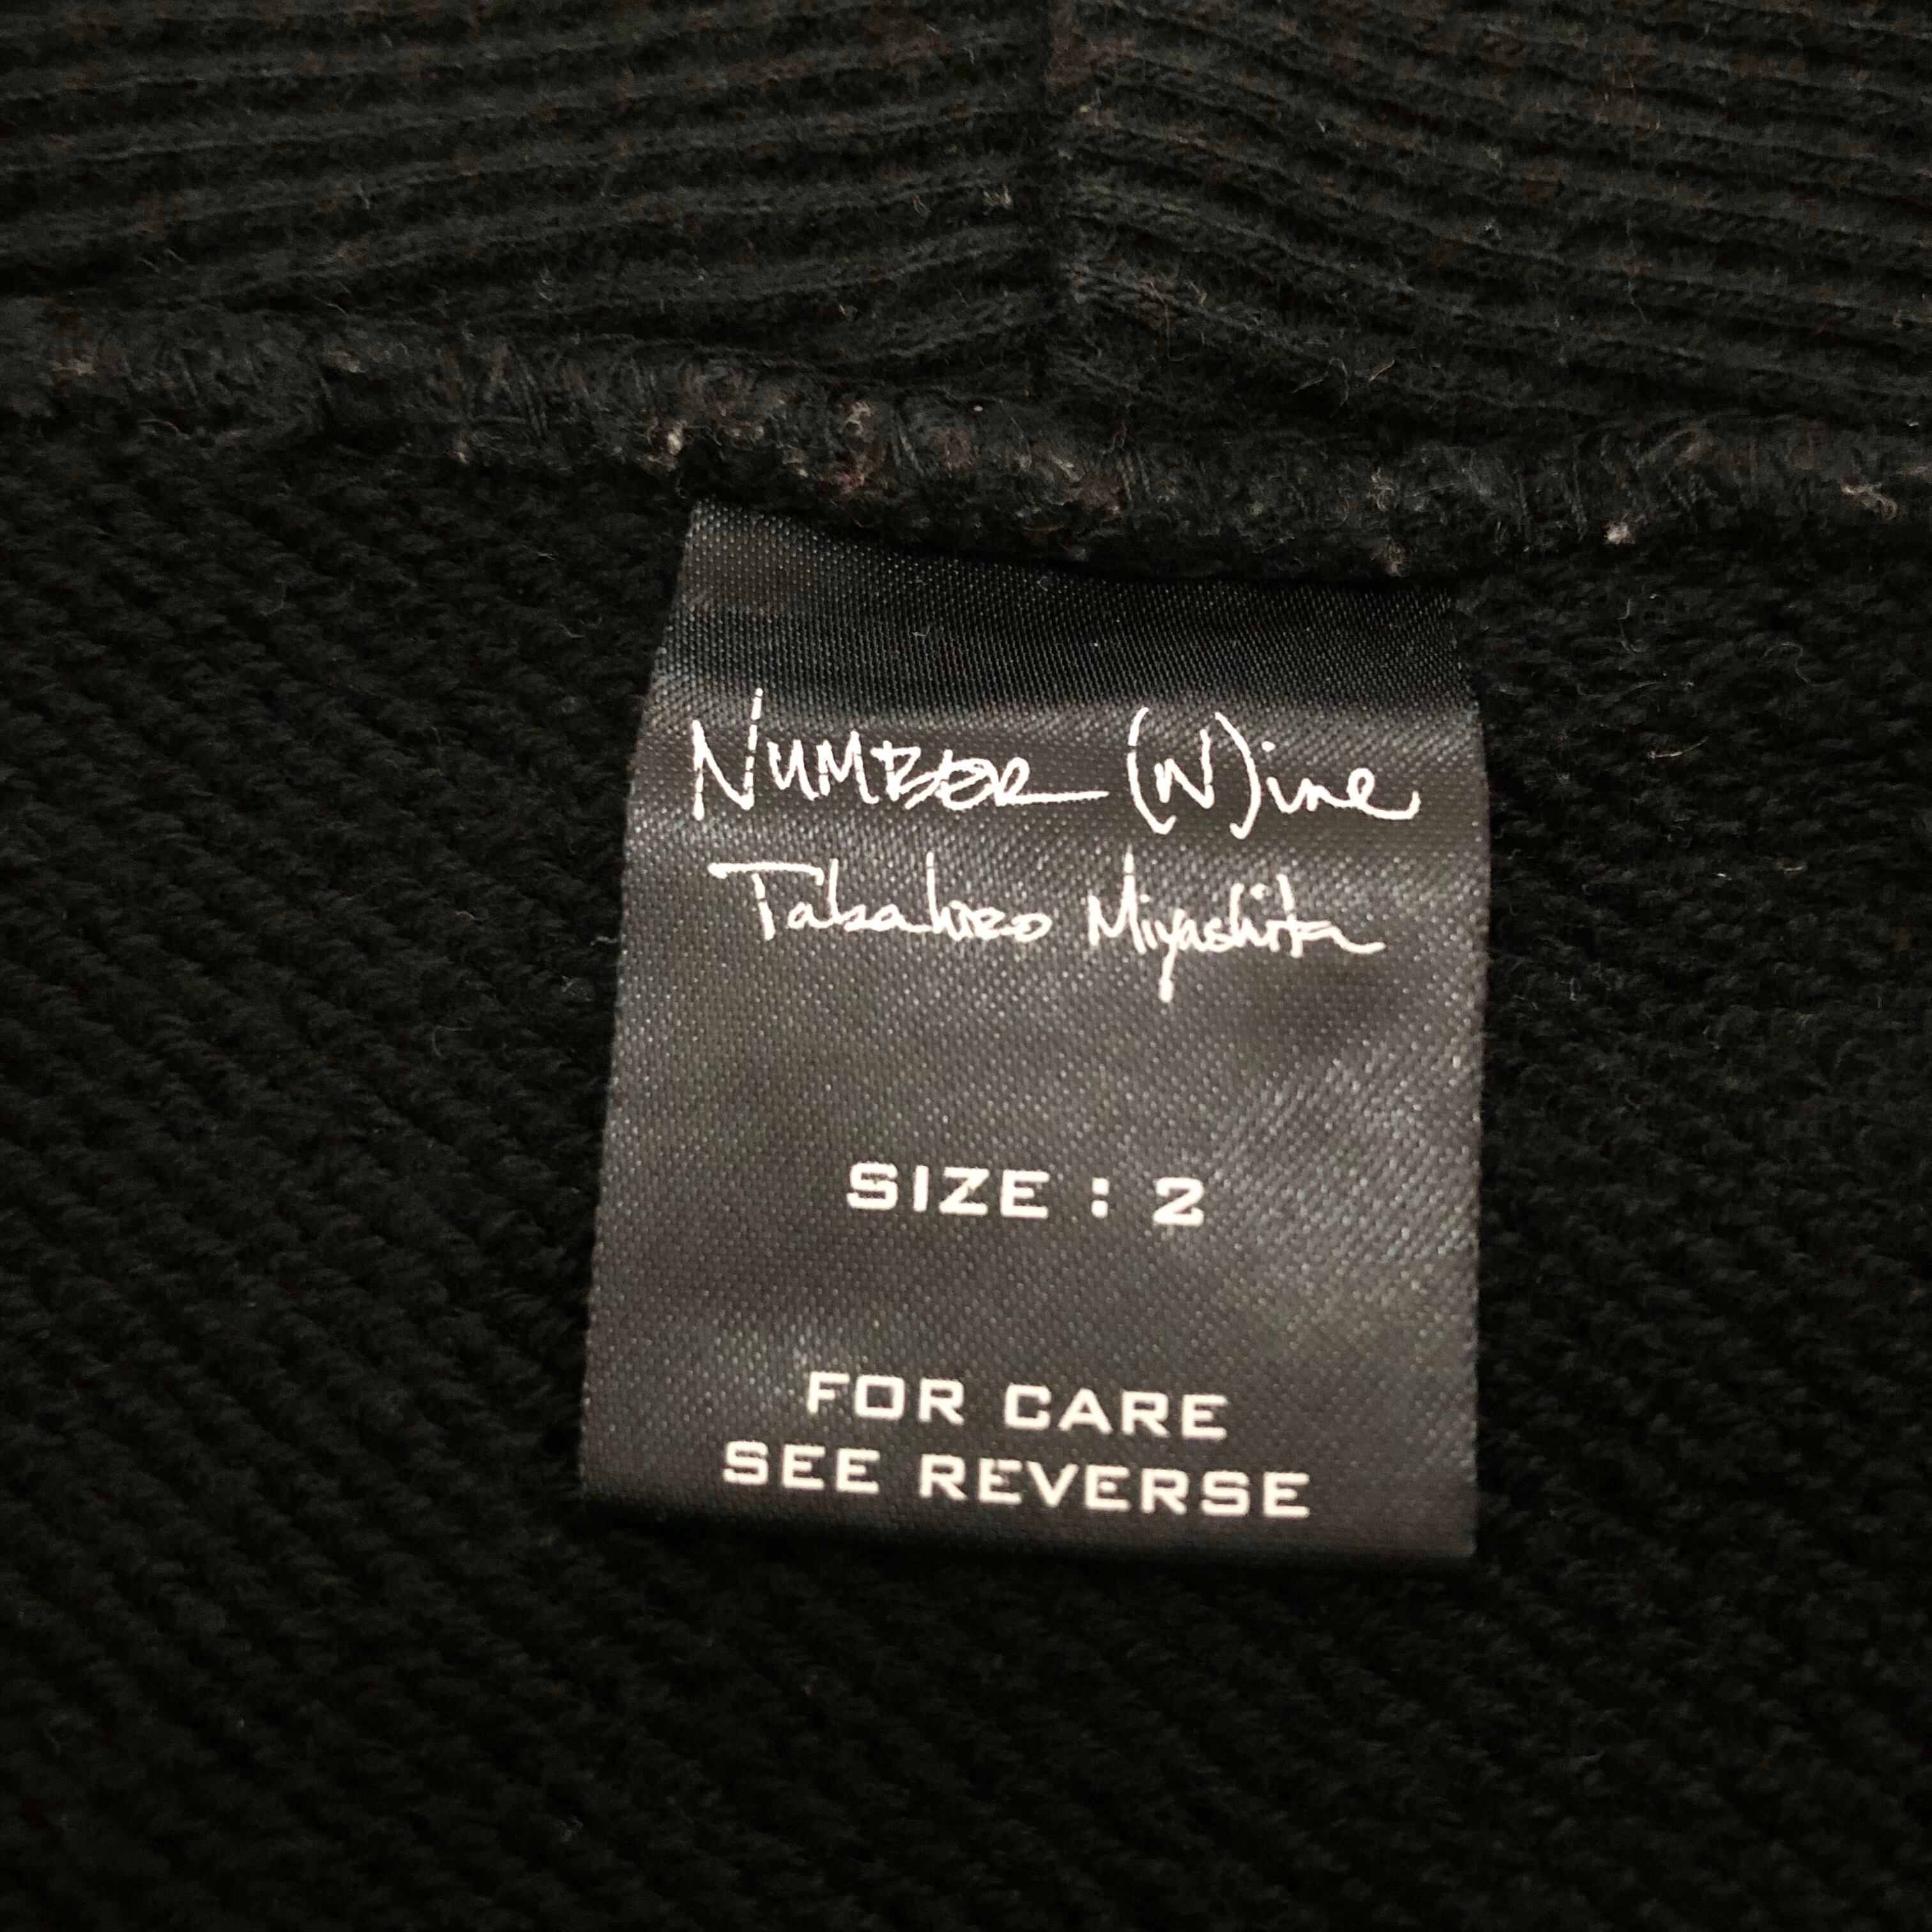 NUMBER (N)ine
Takahiro Miyashita
SIZE : 2
FOR CARE
SEE REVERSE